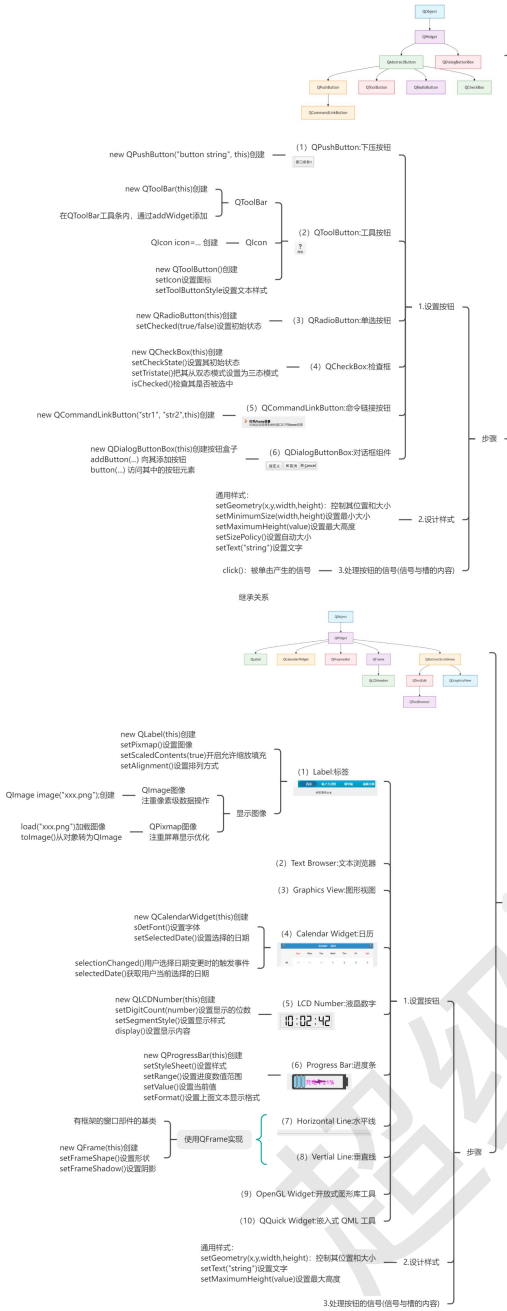 QObject
QWidget
QAbstractButton
QDialogButtonBox
QPushButton
QToolButton
QRadioButton
QCheckBox
QCommandLinkButton
new QPushButton("button string", this)创建
（1）QPushButton:下压按钮
new QToolBar(this)创建
在QToolBar工具条内，通过addWidget添加
QToolBar
QIcon icon=... 创建
QIcon
new QToolButton()创建
setIcon设置图标
setToolButtonStyle设置文本样式
（2）QToolButton:工具按钮
new QRadioButton(this)创建
setChecked(true/false)设置初始状态
（3）QRadioButton:单选按钮
new QCheckBox(this)创建
setCheckState()设置其初始状态
setTristate()把其从双态模式设置为三态模式
isChecked()检查其是否被选中
（4）QCheckBox:检查框
new QCommandLinkButton("str1", "str2",this)创建
（5）QCommandLinkButton:命令链接按钮
new QDialogButtonBox(this)创建按钮盒子
addButton(...) 向其添加按钮
button(...) 访问其中的按钮元素
（6）QDialogButtonBox:对话框组件
1.设置按钮
通用样式：
setGeometry(x,y,width,height)：控制其位置和大小
setMinimumSize(width,height)设置最小大小
setMaximumHeight(value)设置最大高度
setSizePolicy()设置自动大小
setText("string")设置文字
2.设计样式
click()：被单击产生的信号
3.处理按钮的信号(信号与槽的内容)
步骤
继承关系
QObject
QWidget
QLabel
QCalendarWidget
QProgressBar
QFrame
QAbstractScrollArea
QLCDNumber
QTextEdit
QGraphicsView
QTextBrowser
new QLabel(this)创建
setPixmap()设置图像
setScaledContents(true)开启允许缩放填充
setAlignment()设置排列方式
QImage image("xxx.png");创建
QImage图像
注重像素级数据操作
load("xxx.png")加载图像
toImage()从对象转为QImage
QPixmap图像
注重屏幕显示优化
显示图像
（1）Label:标签
（2）Text Browser:文本浏览器
（3）Graphics View:图形视图
new QCalendarWidget(this)创建
s0etFont()设置字体
setSelectedDate()设置选择的日期
selectionChanged()用户选择日期变更时的触发事件
selectedDate()获取用户当前选择的日期
（4）Calendar Widget:日历
new QLCDNumber(this)创建
setDigitCount(number)设置显示的位数
setSegmentStyle()设置显示样式
display()设置显示内容
（5）LCD Number:液晶数字
10:02:42
new QProgressBar(this)创建
setStyleSheet()设置样式
setRange()设置进度数值范围
setValue()设置当前值
setFormat()设置上面文本显示格式
（6）Progress Bar:进度条
有框架的窗口部件的基类
new QFrame(this)创建
setFrameShape()设置形状
setFrameShadow()设置阴影
使用QFrame实现
（7）Horizontal Line:水平线
（8）Vertial Line:垂直线
（9）OpenGL Widget:开放式图形库工具
（10）QQuick Widget:嵌入式 QML 工具
1.设置按钮
通用样式：
setGeometry(x,y,width,height)：控制其位置和大小
setText("string")设置文字
setMaximumHeight(value)设置最大高度
2.设计样式
3.处理按钮的信号(信号与槽的内容)
步骤
超级